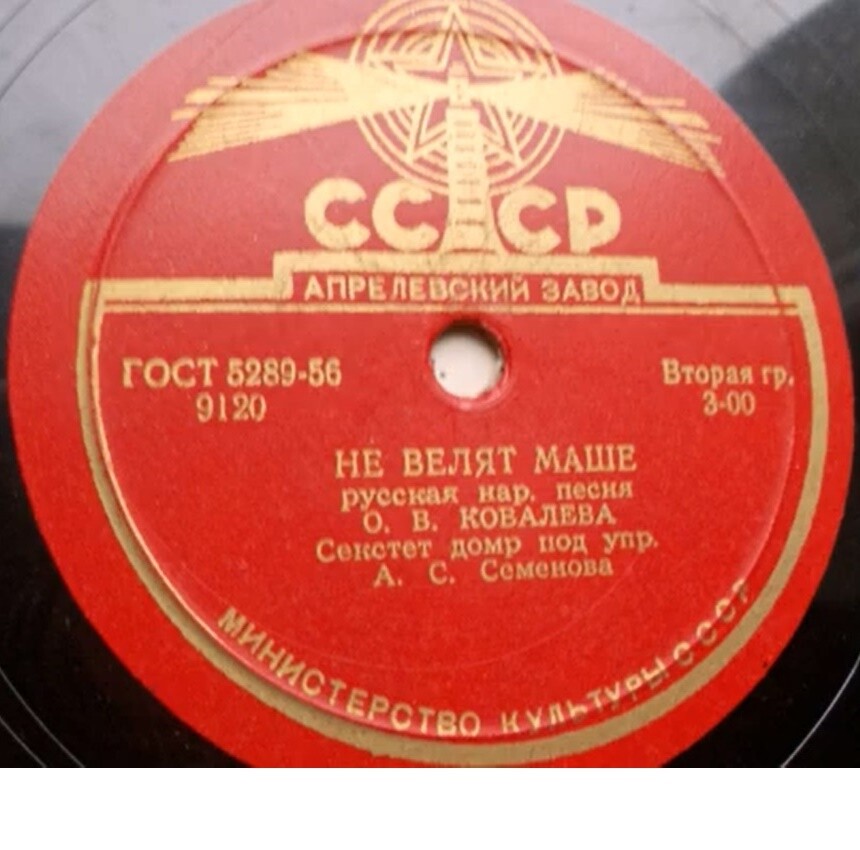 СССР
АПРЕЛЕВСКИЙ ЗАВОД
ГОСТ 5289-56
9120
Вторая гр.
3-00
НЕ ВЕЛЯТ МАШЕ
русская нар. песня
О. В. КОВАЛЕВА
Секстет домр под упр.
А. С. Семенова
МИНИСТЕРСТВО КУЛЬТУРЫ СССР